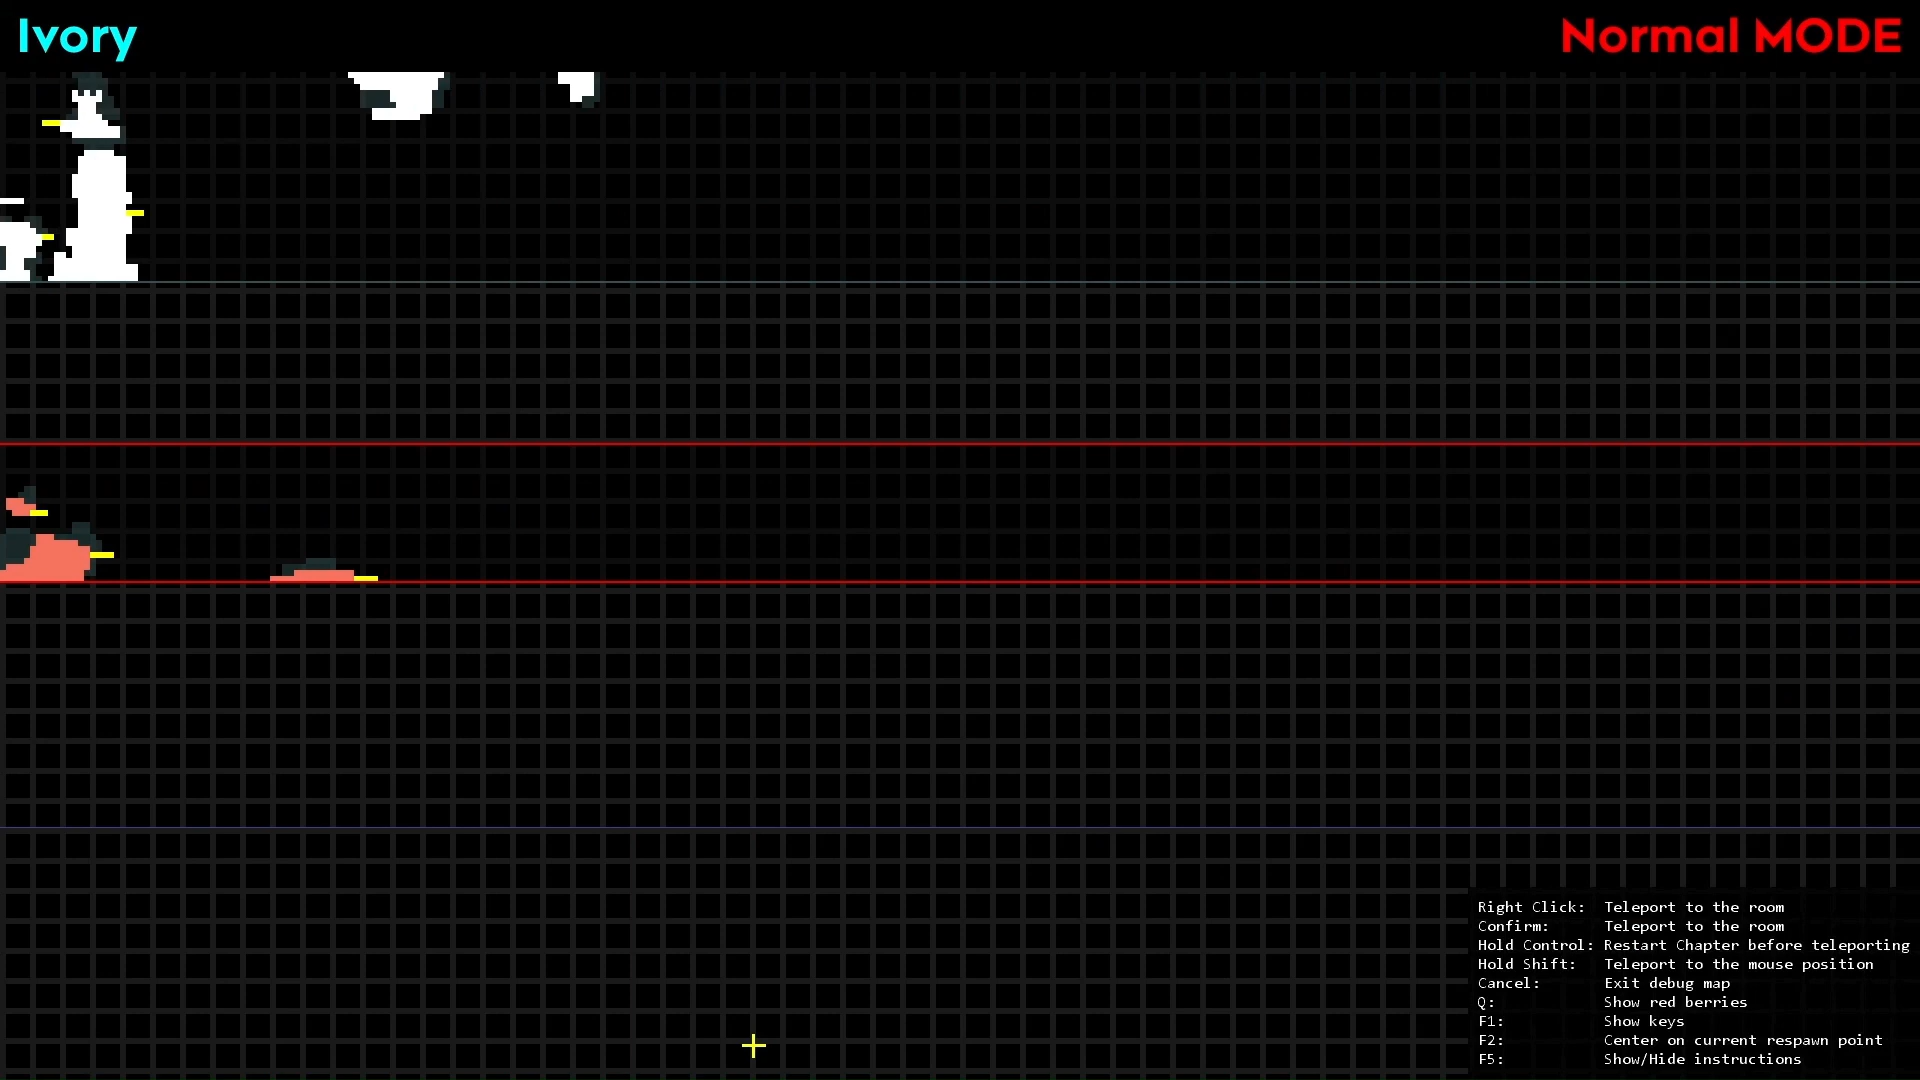 Ivory
Normal MODE
Right Click: Teleport to the room
Confirm: Teleport to the room
Hold Control: Restart Chapter before teleporting
Hold Shift: Teleport to the mouse position
Cancel: Exit debug map
Q: Show red berries
F1: Show keys
F2: Center on current respawn point
F5: Show/Hide instructions